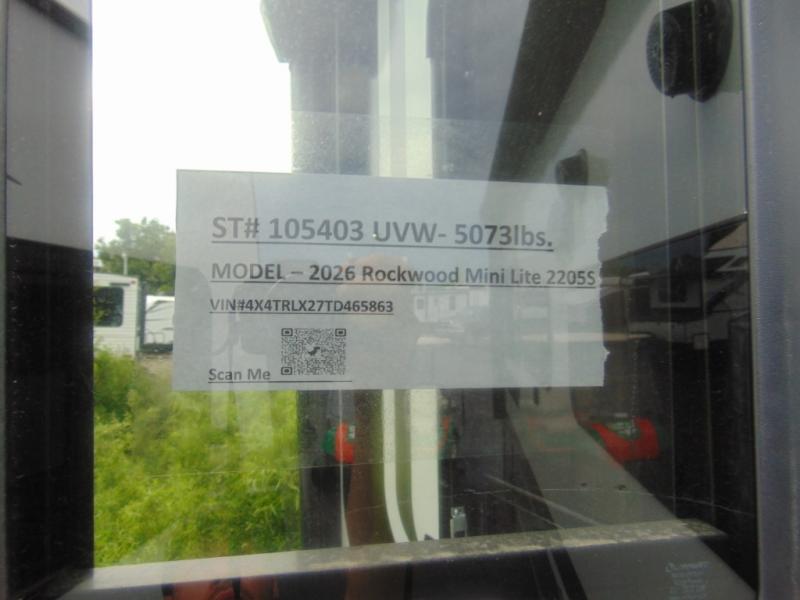 ST# 105403 UVW- 5073lbs.
MODEL – 2026 Rockwood Mini Lite 2205S
VIN#4X4TRLX27TD465863
Scan Me